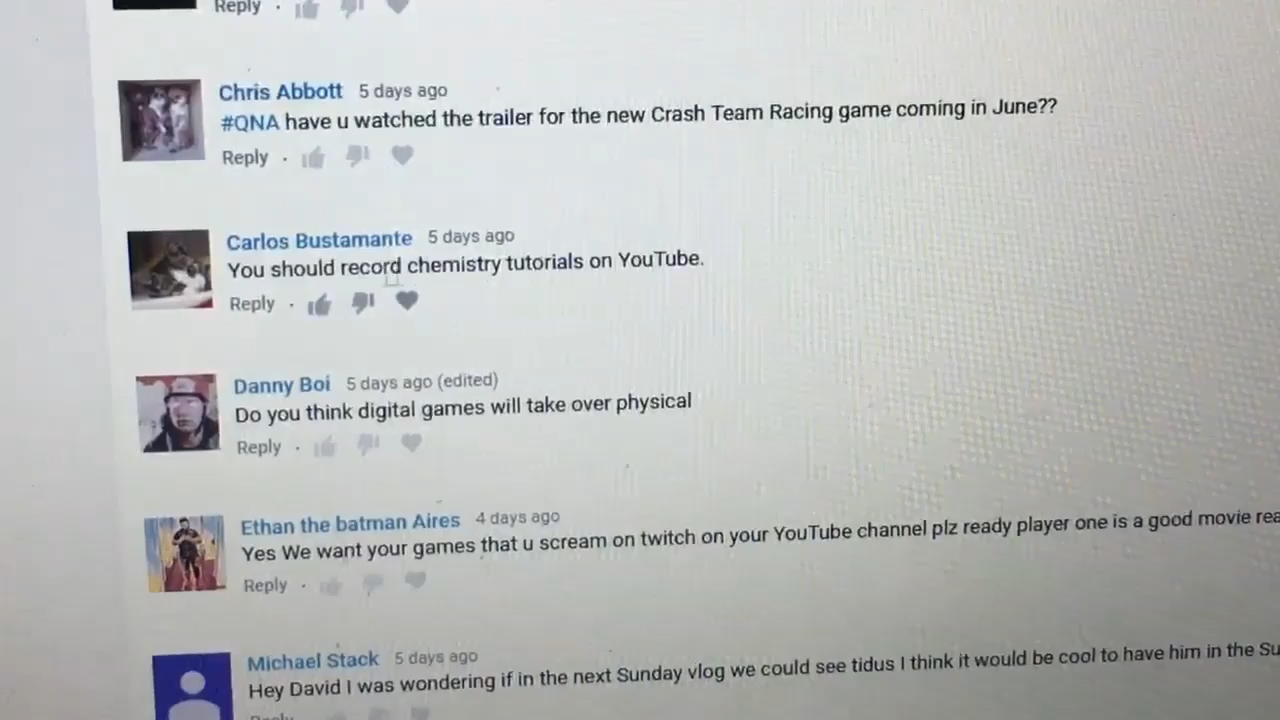 Reply ·
Chris Abbott 5 days ago
#QNA have u watched the trailer for the new Crash Team Racing game coming in June??
Reply ·
Carlos Bustamante 5 days ago
You should record chemistry tutorials on YouTube.
Reply ·
Danny Boi 5 days ago (edited)
Do you think digital games will take over physical
Reply ·
Ethan the batman Aires 4 days ago
Yes We want your games that u scream on twitch on your YouTube channel plz ready player one is a good movie rea
Reply ·
Michael Stack 5 days ago
Hey David I was wondering if in the next Sunday vlog we could see tidus I think it would be cool to have him in the Su
Reply